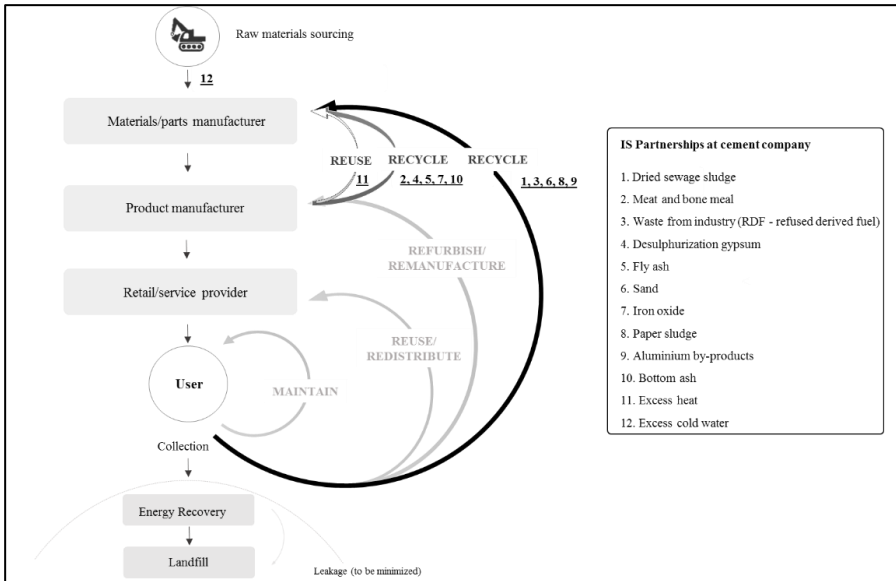 Raw materials sourcing
12
Materials/parts manufacturer
REUSE
RECYCLE
RECYCLE
11
2, 4, 5, 7, 10
1, 3, 6, 8, 9
Product manufacturer
REFURBISH/
REMANUFACTURE
Retail/service provider
REUSE/
REDISTRIBUTE
User
MAINTAIN
Collection
Energy Recovery
Landfill
Leakage (to be minimized)
IS Partnerships at cement company
1. Dried sewage sludge
2. Meat and bone meal
3. Waste from industry (RDF - refused derived fuel)
4. Desulphurization gypsum
5. Fly ash
6. Sand
7. Iron oxide
8. Paper sludge
9. Aluminium by-products
10. Bottom ash
11. Excess heat
12. Excess cold water